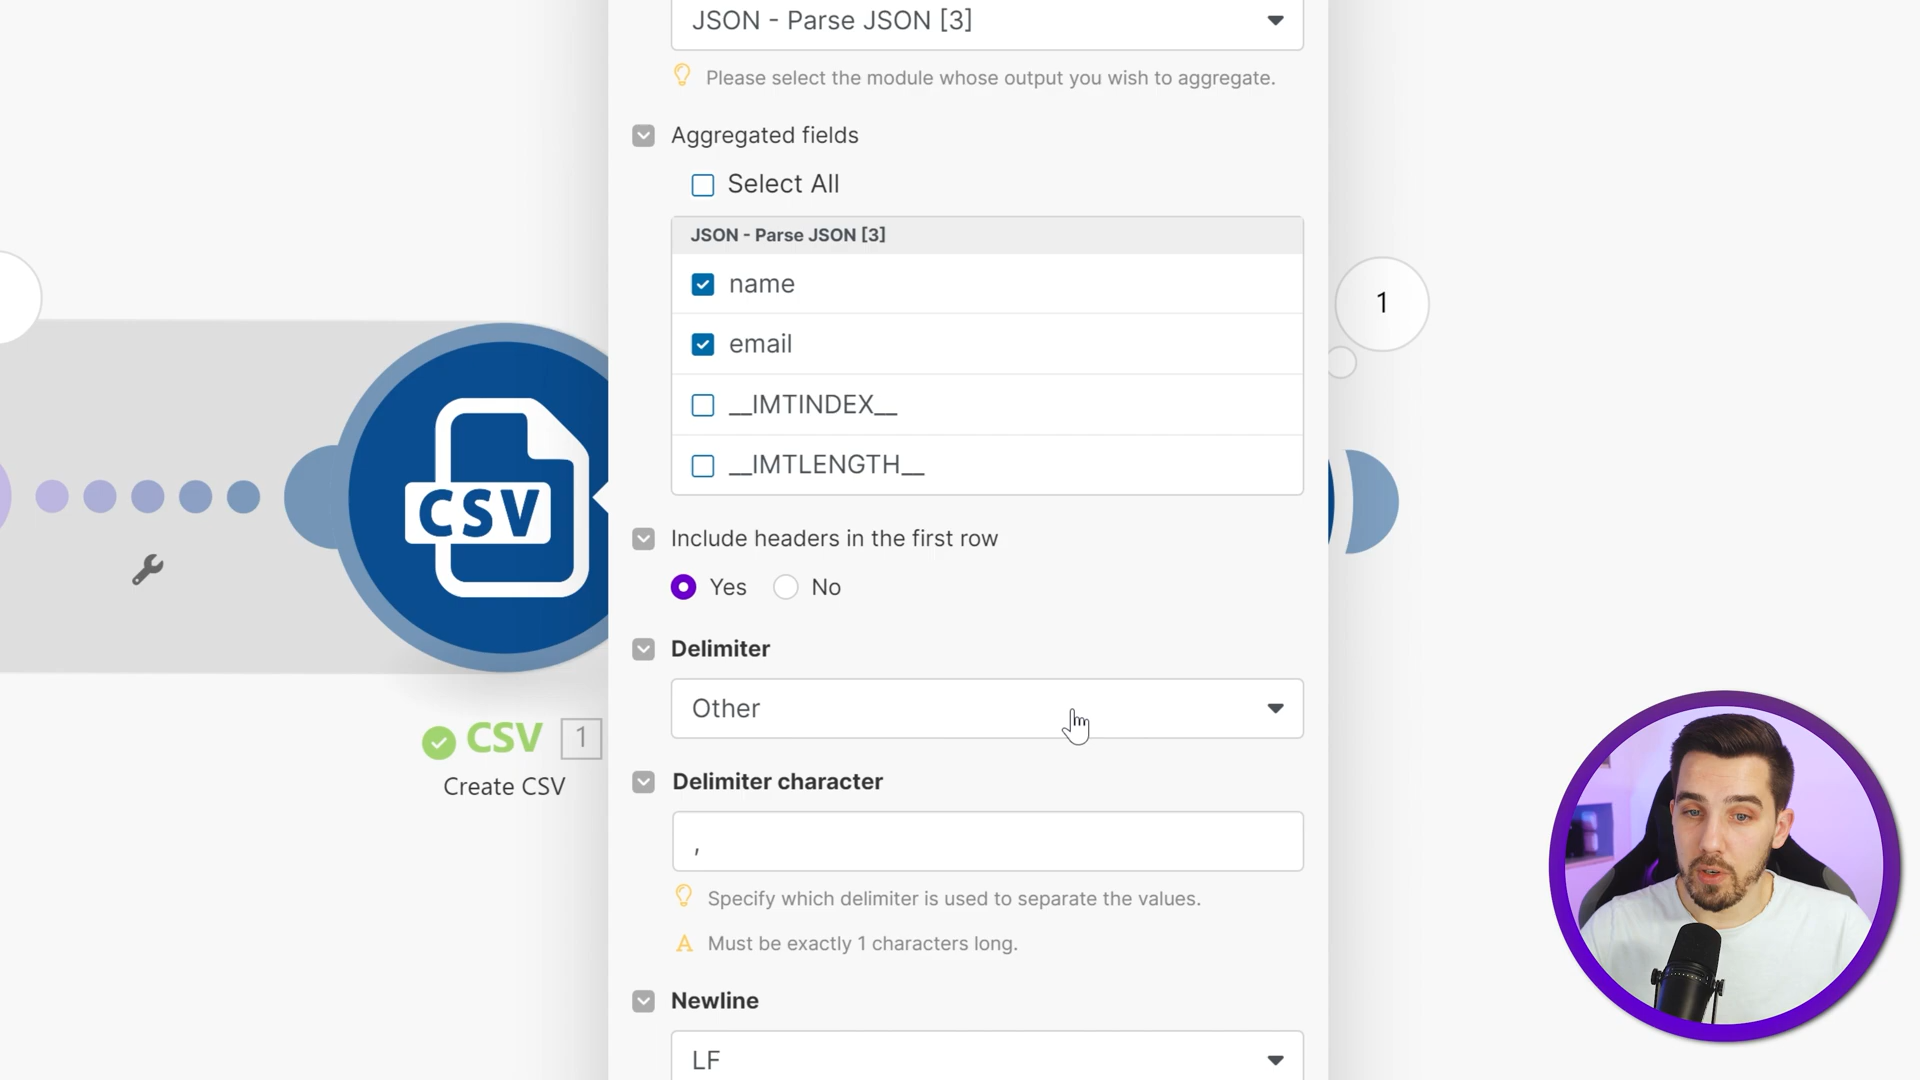 JSON - Parse JSON [3]
Please select the module whose output you wish to aggregate.
Aggregated fields
Select All
JSON - Parse JSON [3]
name
email
__IMTINDEX__
__IMTLENGTH__
Include headers in the first row
Yes No
Delimiter
Other
Delimiter character
,
Specify which delimiter is used to separate the values.
A Must be exactly 1 characters long.
Newline
LF
CSV
CSV 1
Create CSV
1